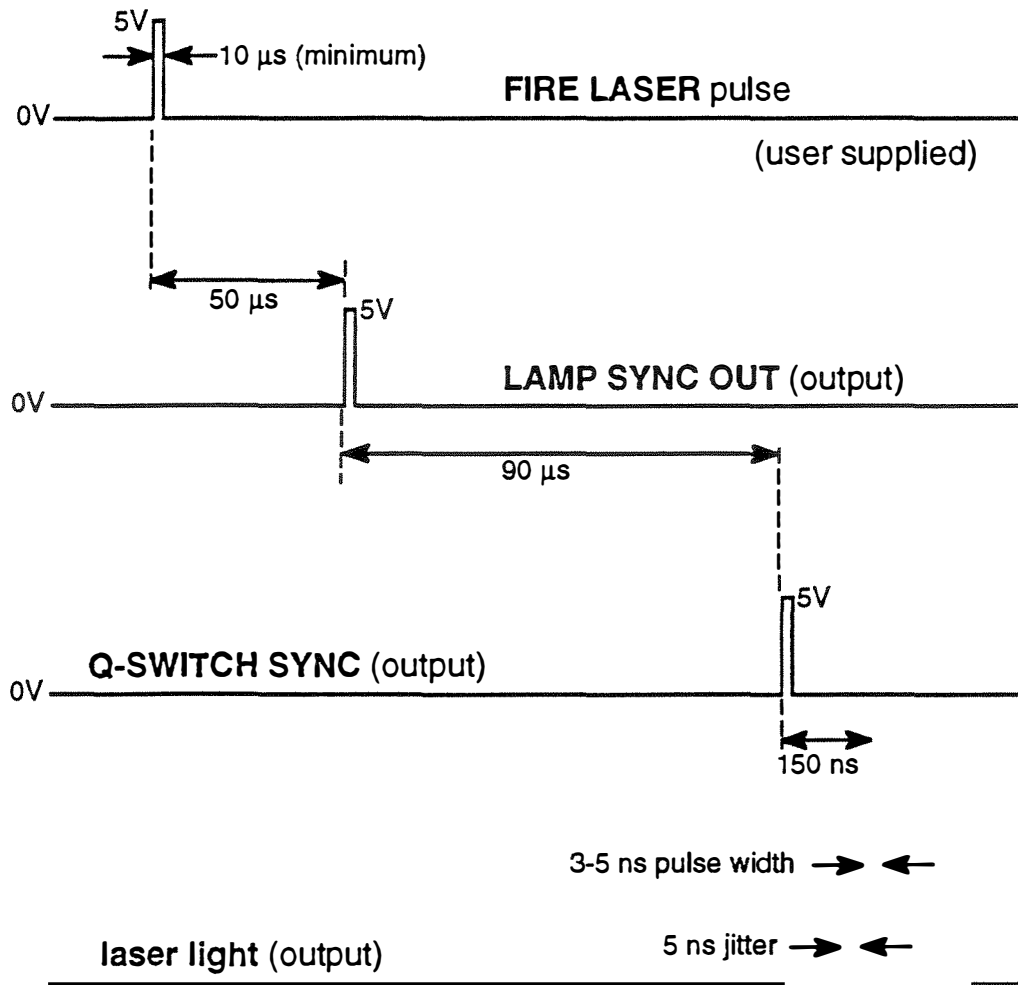 5V
10 µs (minimum)
FIRE LASER pulse
0V
(user supplied)
50 µs
5V
LAMP SYNC OUT (output)
0V
90 µs
5V
Q-SWITCH SYNC (output)
0V
150 ns
3-5 ns pulse width
5 ns jitter
laser light (output)